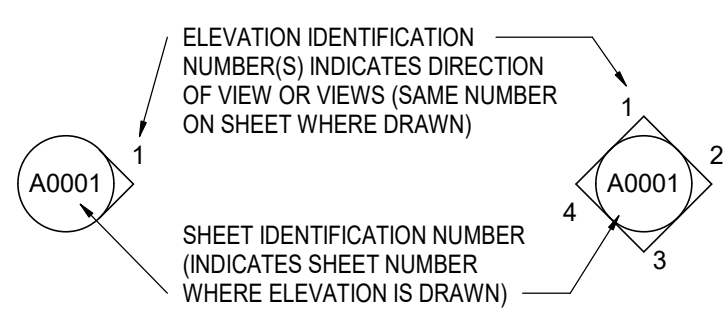 ELEVATION IDENTIFICATION
NUMBER(S) INDICATES DIRECTION
OF VIEW OR VIEWS (SAME NUMBER
ON SHEET WHERE DRAWN)
1
A0001
1
2
A0001
4
3
SHEET IDENTIFICATION NUMBER
(INDICATES SHEET NUMBER
WHERE ELEVATION IS DRAWN)